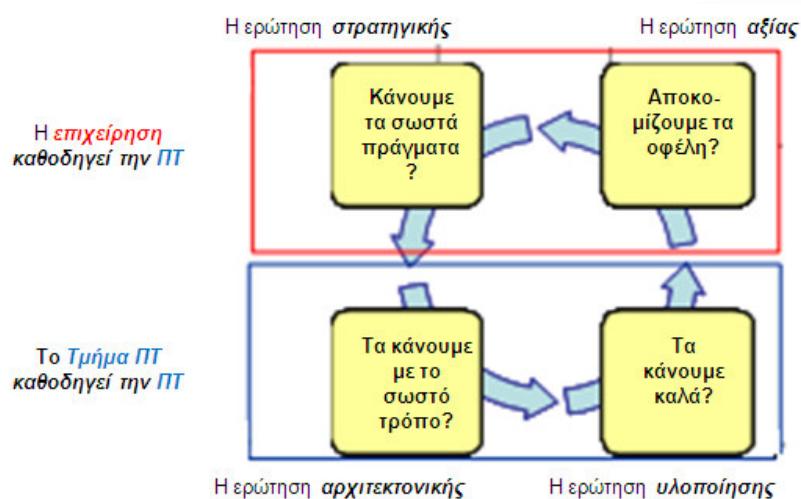 Η ερώτηση στρατηγικής
Η ερώτηση αξίας
Κάνουμε
τα σωστά
πράγματα
?
Αποκο-
μίζουμε τα
οφέλη?
Η επιχείρηση
καθοδηγεί την ΠΤ
Το Τμήμα ΠΤ
καθοδηγεί την ΠΤ
Τα κάνουμε
με το
σωστό
τρόπο?
Τα
κάνουμε
καλά?
Η ερώτηση αρχιτεκτονικής
Η ερώτηση υλοποίησης